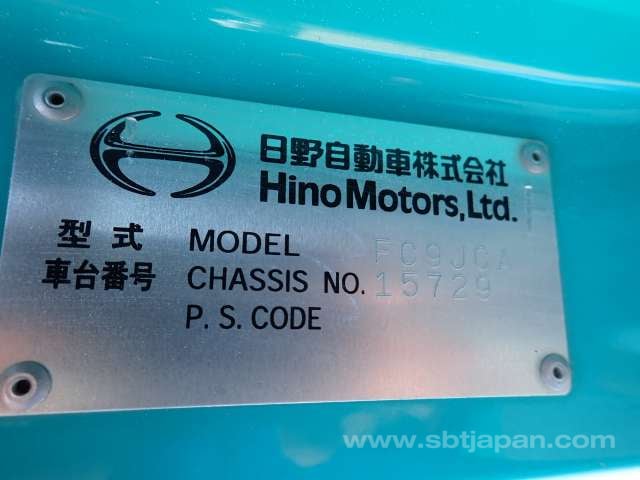 日野自動車株式会社
Hino Motors, Ltd.
型式 MODEL FC9JCA
車台番号 CHASSIS NO. 15729
P. S. CODE
www.sbtjapan.com